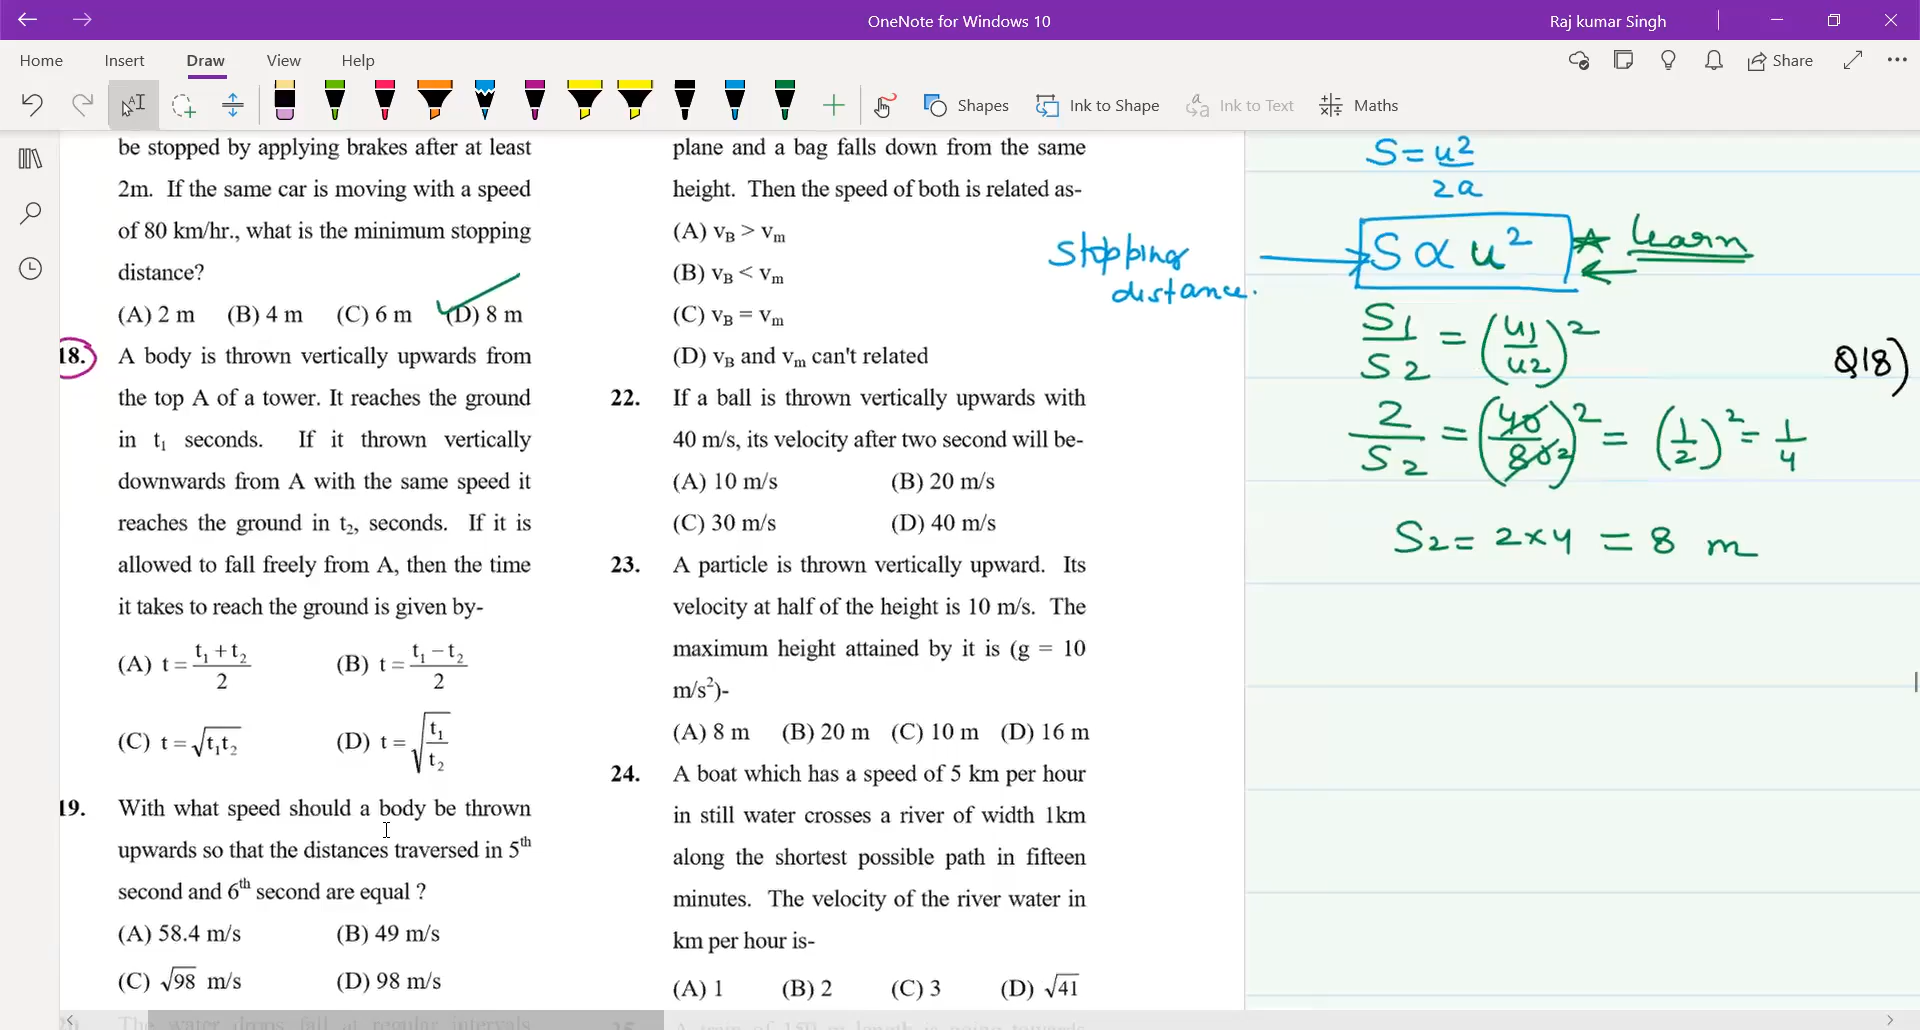 OneNote for Windows 10
Raj kumar Singh
Home Insert Draw View Help
Share
Shapes Ink to Shape Ink to Text Maths
be stopped by applying brakes after at least
2m. If the same car is moving with a speed
of 80 km/hr., what is the minimum stopping
distance?
(A) 2 m (B) 4 m (C) 6 m (D) 8 m
18. A body is thrown vertically upwards from
the top A of a tower. It reaches the ground
in t₁ seconds. If it thrown vertically
downwards from A with the same speed it
reaches the ground in t₂, seconds. If it is
allowed to fall freely from A, then the time
it takes to reach the ground is given by-
(A) t = (t₁ + t₂)/2 (B) t = (t₁ − t₂)/2
(C) t = √(t₁t₂) (D) t = √(t₁/t₂)
19. With what speed should a body be thrown
upwards so that the distances traversed in 5th
second and 6th second are equal ?
(A) 58.4 m/s (B) 49 m/s
(C) √98 m/s (D) 98 m/s
plane and a bag falls down from the same
height. Then the speed of both is related as-
(A) vB > vm
(B) vB < vm
(C) vB = vm
(D) vB and vm can't related
22. If a ball is thrown vertically upwards with
40 m/s, its velocity after two second will be-
(A) 10 m/s (B) 20 m/s
(C) 30 m/s (D) 40 m/s
23. A particle is thrown vertically upward. Its
velocity at half of the height is 10 m/s. The
maximum height attained by it is (g = 10
m/s²)-
(A) 8 m (B) 20 m (C) 10 m (D) 16 m
24. A boat which has a speed of 5 km per hour
in still water crosses a river of width 1km
along the shortest possible path in fifteen
minutes. The velocity of the river water in
km per hour is-
(A) 1 (B) 2 (C) 3 (D) √41
S = u²/2a
Stopping
distance.
S ∝ u² learn
S1/S2 = (u1/u2)²
Q18)
2/S2 = (40/80 2)² = (1/2)² = 1/4
S2 = 2×4 = 8 m